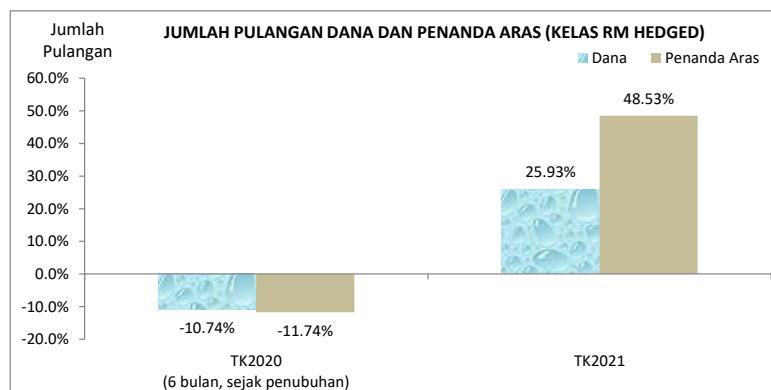 Jumlah
Pulangan
JUMLAH PULANGAN DANA DAN PENANDA ARAS (KELAS RM HEDGED)
Dana
Penanda Aras
60.0%
50.0%
40.0%
30.0%
20.0%
10.0%
0.0%
-10.0%
-20.0%
48.53%
25.93%
-10.74%
-11.74%
TK2020
(6 bulan, sejak penubuhan)
TK2021